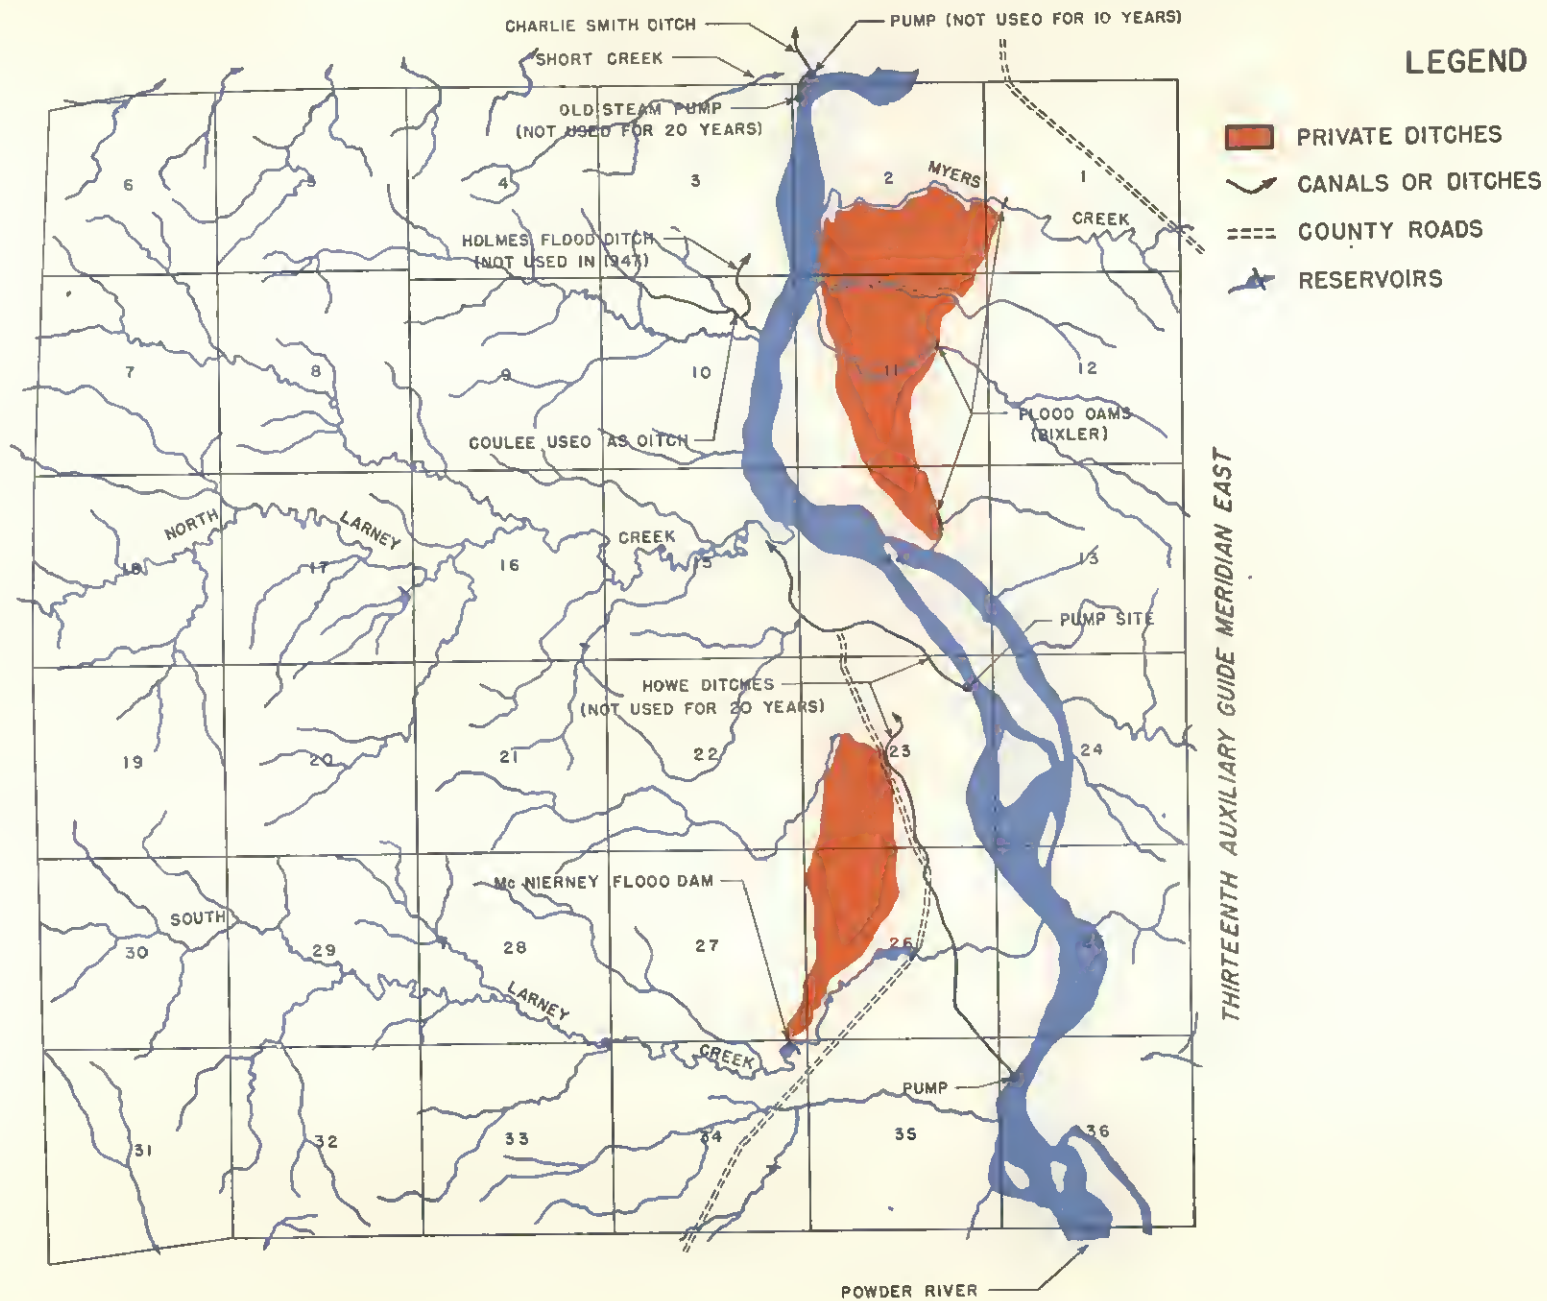 CHARLIE SMITH DITCH
PUMP (NOT USED FOR 10 YEARS)
SHORT CREEK
OLD STEAM PUMP
(NOT USED FOR 20 YEARS)
LEGEND
PRIVATE DITCHES
CANALS OR DITCHES
COUNTY ROADS
RESERVOIRS
6
5
4
3
2
MYERS
1
CREEK
HOLMES FLOOD DITCH
(NOT USED IN 1947)
7
8
9
10
11
12
COULEE USED AS DITCH
FLOOD DAMS
(BIXLER)
NORTH
LARNEY
CREEK
18
17
16
15
14
13
PUMP SITE
HOWE DITCHES
(NOT USED FOR 20 YEARS)
19
20
21
22
23
24
THIRTEENTH AUXILIARY GUIDE MERIDIAN EAST
Mc NIERNEY FLOOD DAM
SOUTH
30
29
28
27
26
25
LARNEY
CREEK
PUMP
31
32
33
34
35
36
POWDER RIVER